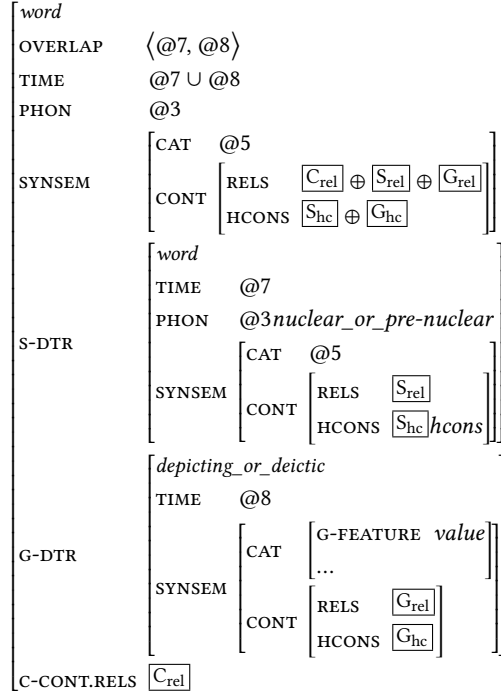 word
OVERLAP ⟨@7, @8⟩
TIME @7 ∪ @8
PHON @3
CAT @5
RELS C_rel ⊕ S_rel ⊕ G_rel
SYNSEM CONT
HCONS S_hc ⊕ G_hc
word
TIME @7
PHON @3nuclear_or_pre-nuclear
S-DTR
CAT @5
SYNSEM RELS S_rel
CONT
HCONS S_hc hcons
depicting_or_deictic
TIME @8
G-FEATURE value
CAT
...
G-DTR SYNSEM
RELS G_rel
CONT
HCONS G_hc
C-CONT.RELS C_rel